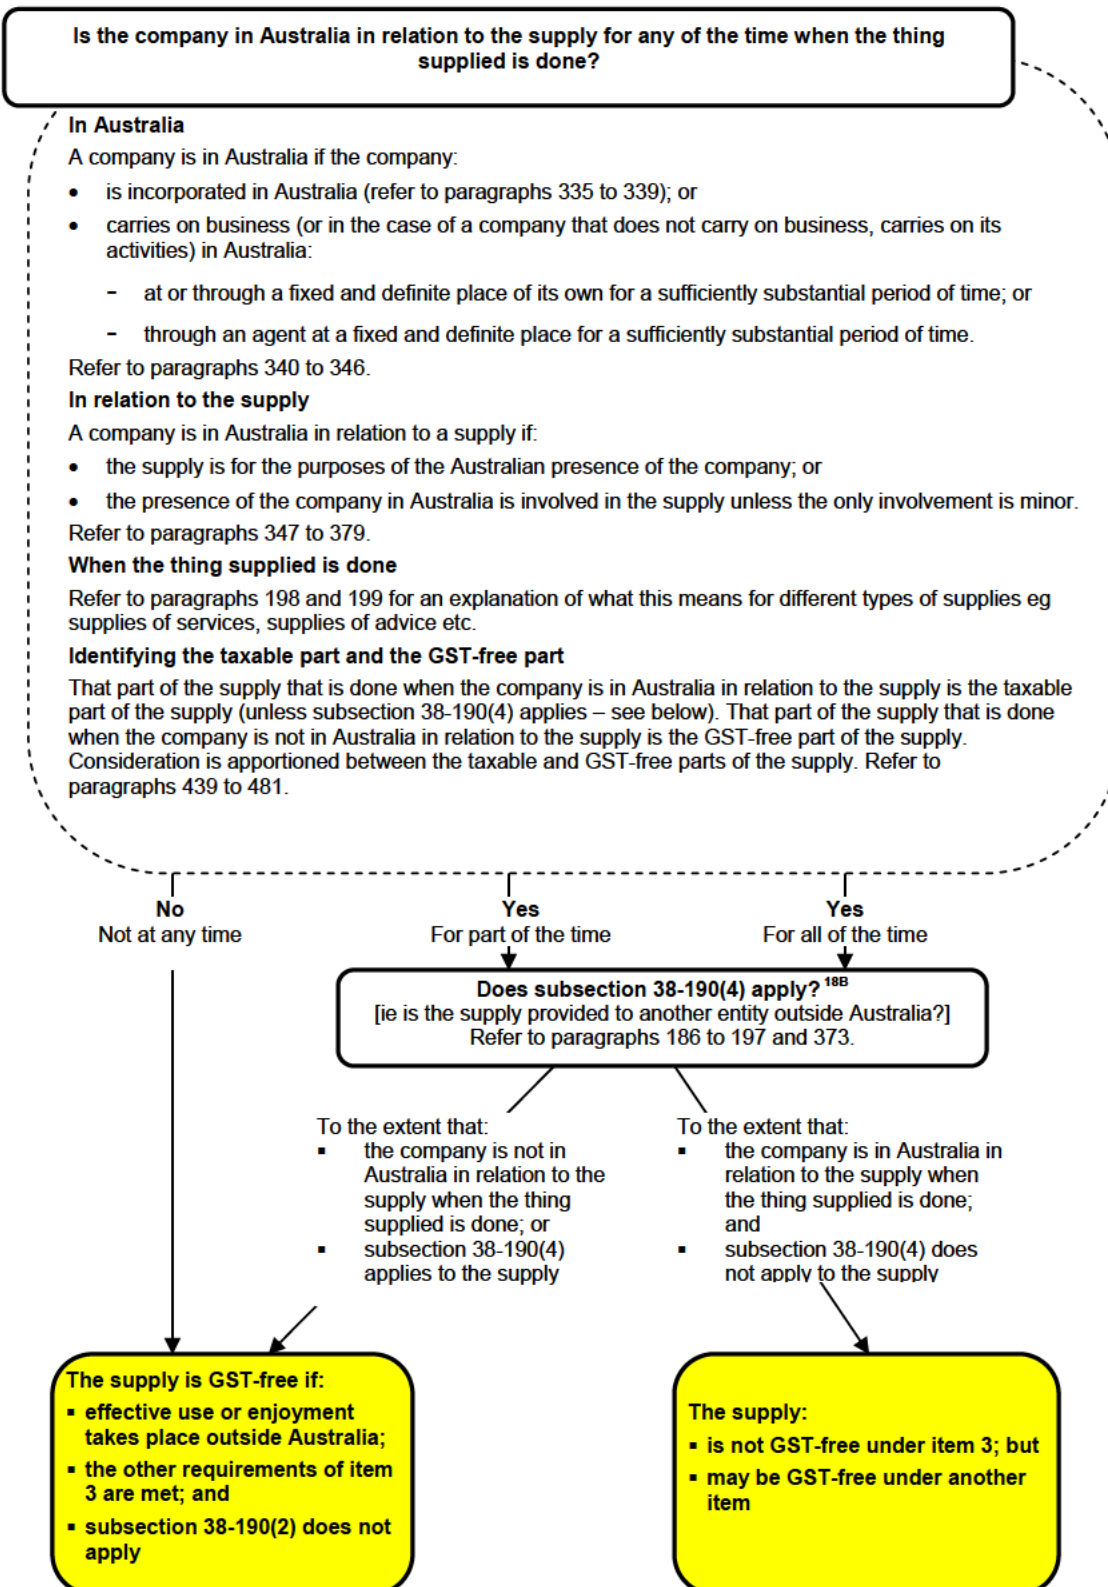 Is the company in Australia in relation to the supply for any of the time when the thing
supplied is done?
In Australia
A company is in Australia if the company:
• is incorporated in Australia (refer to paragraphs 335 to 339); or
• carries on business (or in the case of a company that does not carry on business, carries on its
activities) in Australia:
− at or through a fixed and definite place of its own for a sufficiently substantial period of time; or
− through an agent at a fixed and definite place for a sufficiently substantial period of time.
Refer to paragraphs 340 to 346.
In relation to the supply
A company is in Australia in relation to a supply if:
• the supply is for the purposes of the Australian presence of the company; or
• the presence of the company in Australia is involved in the supply unless the only involvement is minor.
Refer to paragraphs 347 to 379.
When the thing supplied is done
Refer to paragraphs 198 and 199 for an explanation of what this means for different types of supplies eg
supplies of services, supplies of advice etc.
Identifying the taxable part and the GST-free part
That part of the supply that is done when the company is in Australia in relation to the supply is the taxable
part of the supply (unless subsection 38-190(4) applies – see below). That part of the supply that is done
when the company is not in Australia in relation to the supply is the GST-free part of the supply.
Consideration is apportioned between the taxable and GST-free parts of the supply. Refer to
paragraphs 439 to 481.
No
Not at any time
Yes
For part of the time
Yes
For all of the time
Does subsection 38-190(4) apply? 18B
[ie is the supply provided to another entity outside Australia?]
Refer to paragraphs 186 to 197 and 373.
To the extent that:
▪ the company is not in
Australia in relation to the
supply when the thing
supplied is done; or
▪ subsection 38-190(4)
applies to the supply
To the extent that:
▪ the company is in Australia in
relation to the supply when
the thing supplied is done;
and
▪ subsection 38-190(4) does
not apply to the supply
The supply is GST-free if:
▪ effective use or enjoyment
takes place outside Australia;
▪ the other requirements of item
3 are met; and
▪ subsection 38-190(2) does not
apply
The supply:
▪ is not GST-free under item 3; but
▪ may be GST-free under another
item